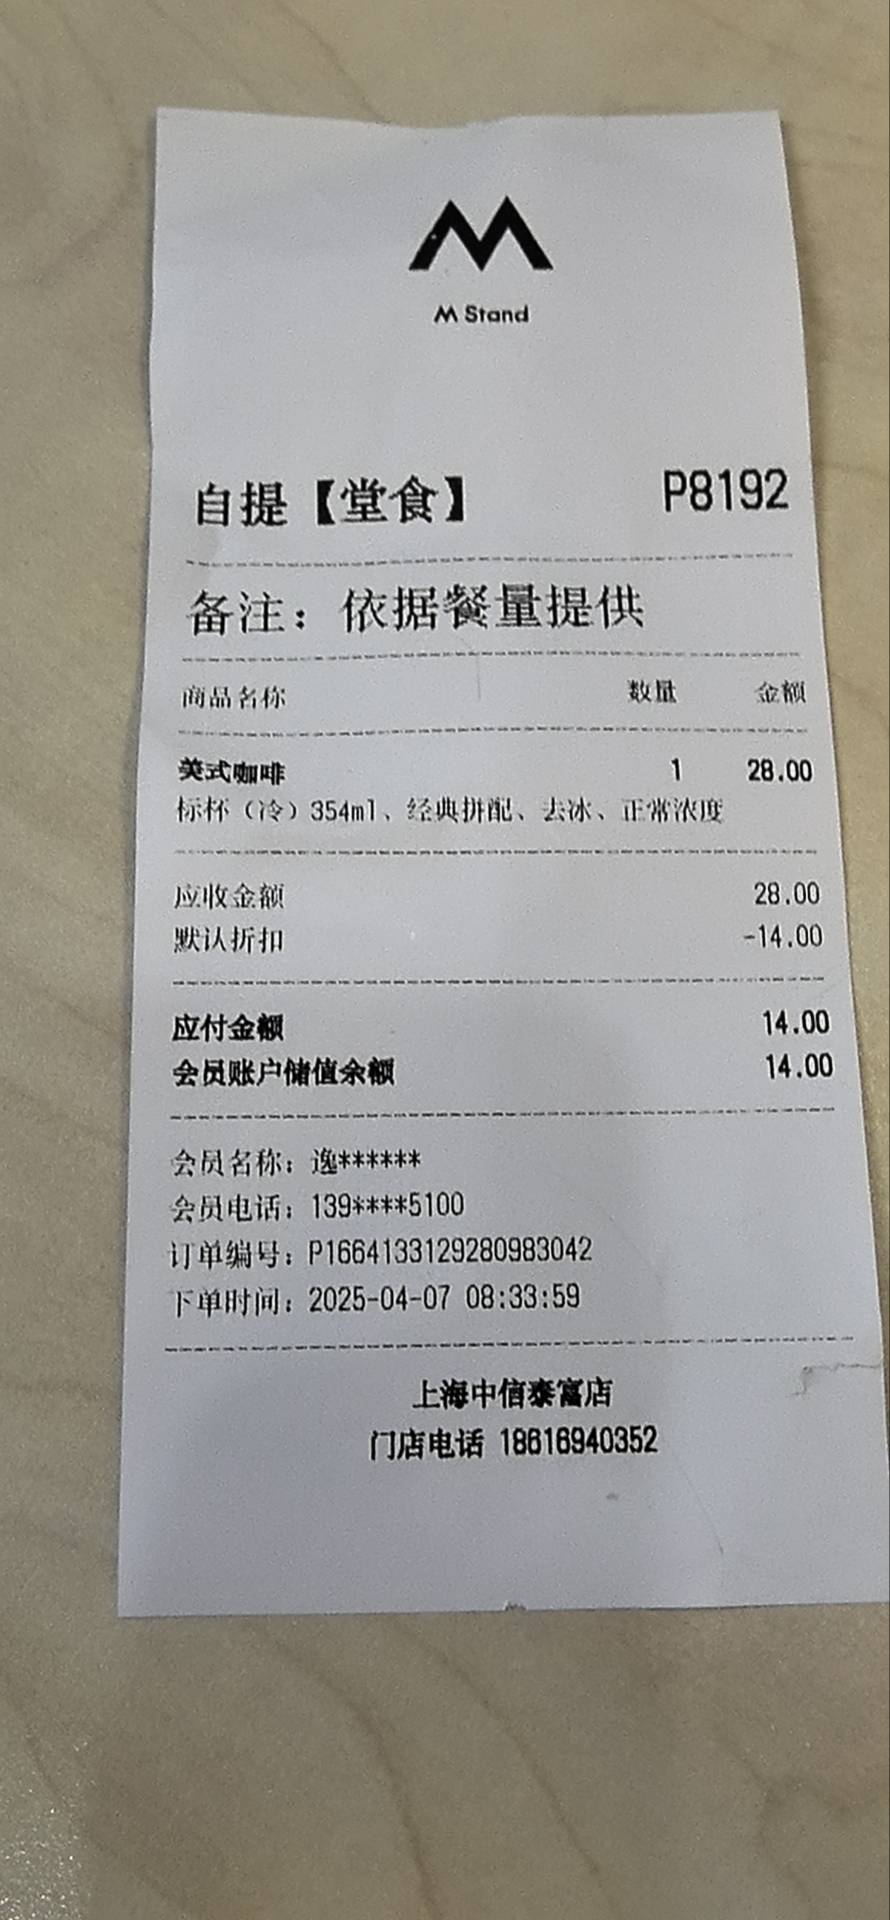 M
M Stand
自提【堂食】 P8192
备注：依据餐量提供
商品名称 数量 金额
美式咖啡 1 28.00
标杯（冷）354ml、经典拼配、去冰、正常浓度
应收金额 28.00
默认折扣 -14.00
应付金额 14.00
会员账户储值余额 14.00
会员名称：逸******
会员电话：139****5100
订单编号：P1664133129280983042
下单时间：2025-04-07 08:33:59
上海中信泰富店
门店电话 18616940352